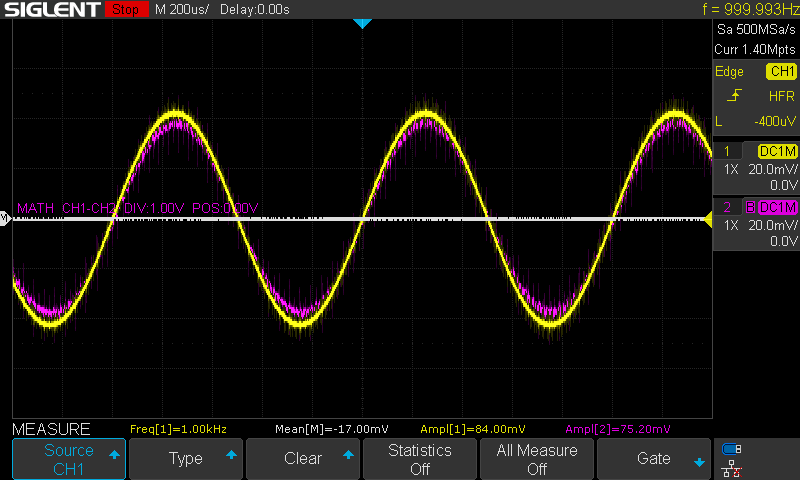 SIGLENT Stop M 200us/ Delay:0.00s f = 999.993Hz
Sa 500MSa/s
Curr 1.40Mpts
Edge CH1
HFR
L -400uV
1 DC1M
1X 20.0mV/
0.0V
2 B DC1M
1X 20.0mV/
0.0V
MATH CH1-CH2 DIV:1.00V POS:0.00V
M
MEASURE Freq[1]=1.00kHz Mean[M]=-17.00mV Ampl[1]=84.00mV Ampl[2]=75.20mV
Source
CH1
Type
Clear
Statistics
Off
All Measure
Off
Gate